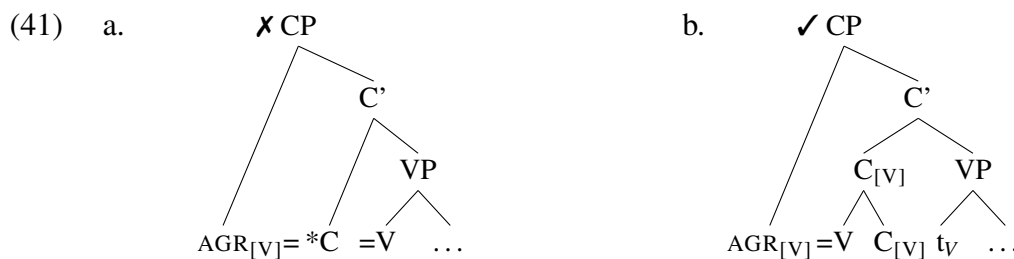 (41) a. ✗ CP b. ✓ CP
C’ C’
VP C[V] VP
AGR[V]= *C =V ... AGR[V] =V C[V] tV ...